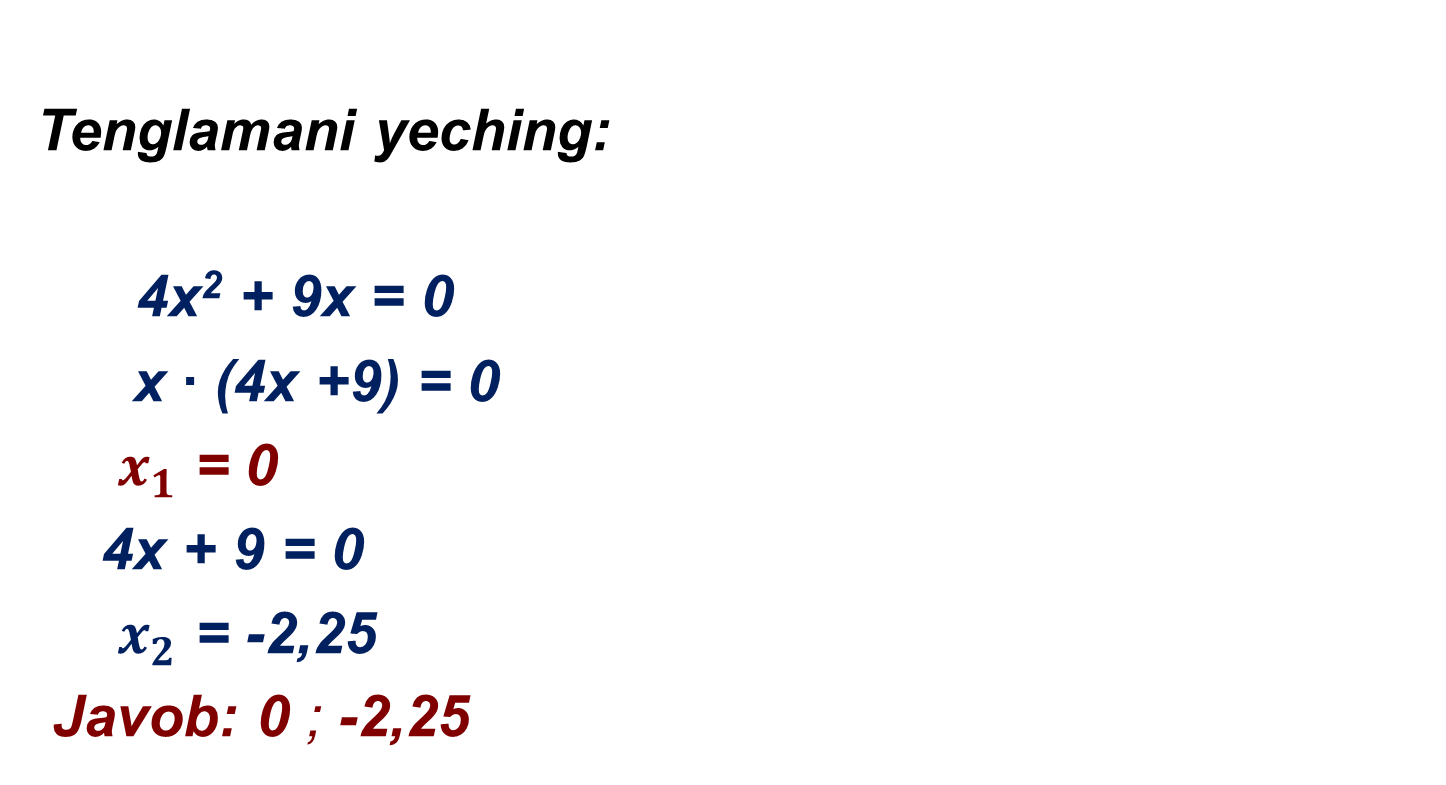 Tenglamani yeching:
4x² + 9x = 0
x · (4x +9) = 0
x₁ = 0
4x + 9 = 0
x₂ = -2,25
Javob: 0 ; -2,25